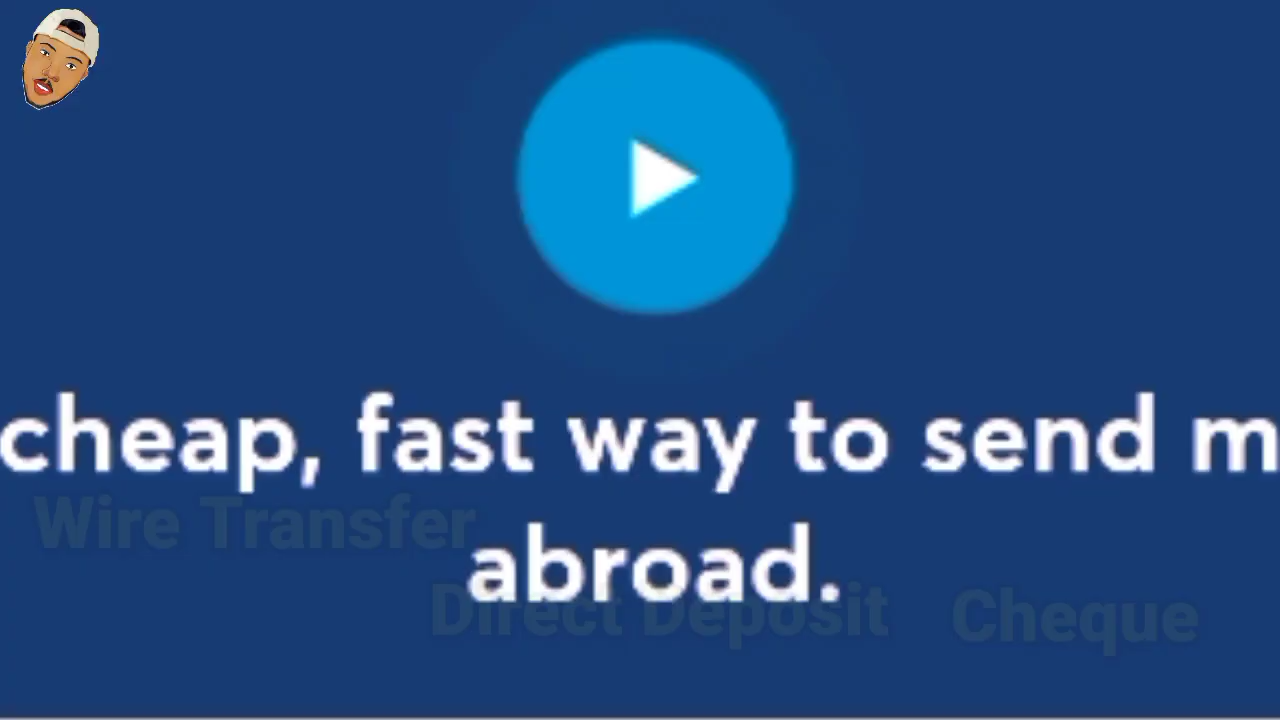 cheap, fast way to send m
abroad.
Wire Transfer
Direct Deposit
Cheque